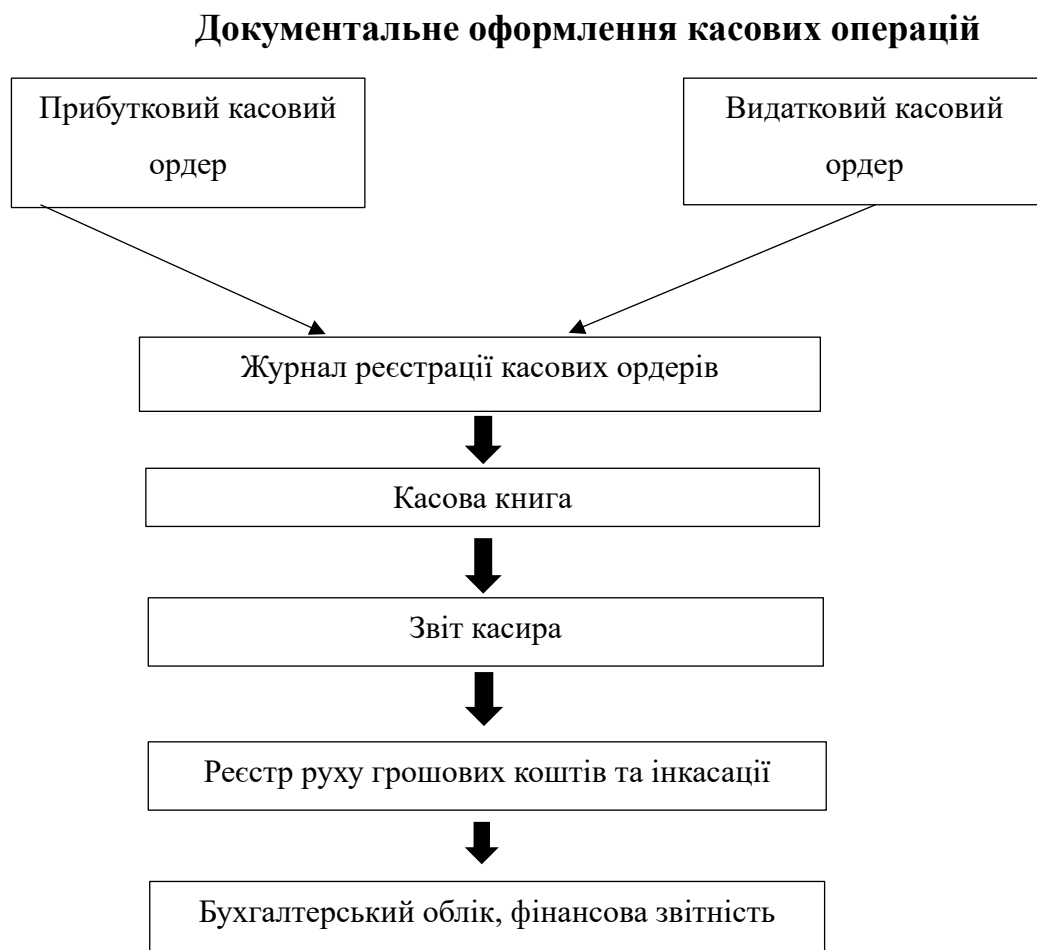 Документальне оформлення касових операцій
Прибутковий касовий
ордер
Видатковий касовий
ордер
Журнал реєстрації касових ордерів
Касова книга
Звіт касира
Реєстр руху грошових коштів та інкасації
Бухгалтерський облік, фінансова звітність